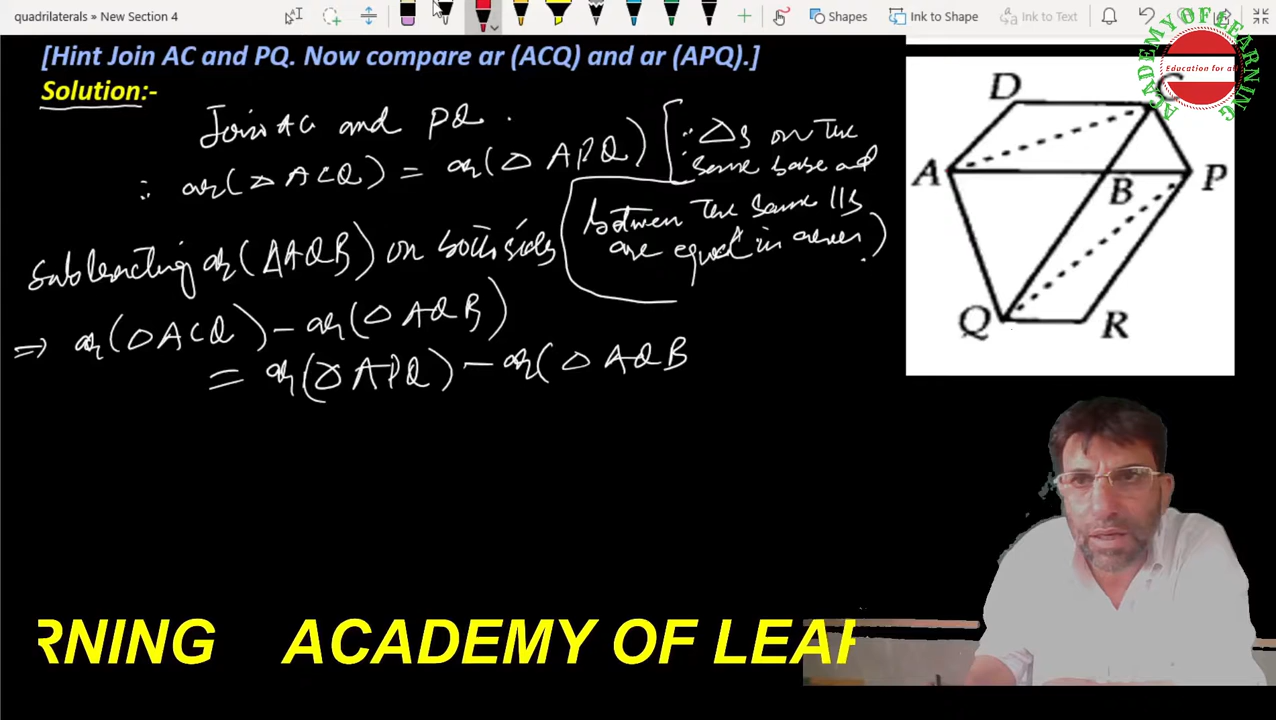 quadrilaterals » New Section 4
Shapes
Ink to Shape
Ink to Text
[Hint Join AC and PQ. Now compare ar (ACQ) and ar (APQ).]
Solution:-
Join AC and PQ.
∴ ar(△ACQ) = ar(△APQ) [∵ △s on the
same base and
between the same ||s
are equal in areas)
Subtracting ar(△AQB) on both sides
⇒ ar(△ACQ) - ar(△AQB)
= ar(△APQ) - ar(△AQB
D
C
A
B
P
Q
R
ACADEMY OF LEARNING
Education for all
RNING ACADEMY OF LEAR